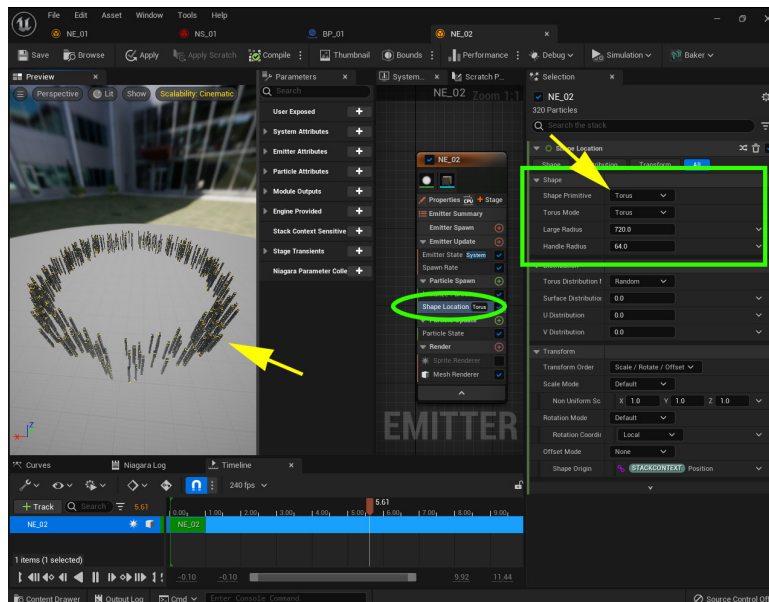 File Edit Asset Window Tools Help
NE_01 NS_01 BP_01 NE_02 ×
Save Browse Apply Apply Scratch Compile Thumbnail Bounds Performance Debug Simulation Baker
Preview ×
Perspective Lit Show Scalability: Cinematic
Z
Parameters ×
Search
User Exposed
System Attributes
Emitter Attributes
Particle Attributes
Module Outputs
Engine Provided
Stack Context Sensitive
Stage Transients
Niagara Parameter Colle
System... × Scratch P...
NE_02 Zoom 1:1
NE_02
Properties CPU + Stage
Emitter Summary
Emitter Spawn
Emitter Update
Emitter State System
Spawn Rate
Particle Spawn
Shape Location Torus
Particle State
Render
Sprite Renderer
Mesh Renderer
EMITTER
Selection ×
NE_02
320 Particles
Search the stack
Shape Location
Shape Transform All
Shape
Shape Primitive Torus
Torus Mode Torus
Large Radius 720.0
Handle Radius 64.0
Distribution
Torus Distribution M Random
Surface Distribution 0.0
U Distribution 0.0
V Distribution 0.0
Transform
Transform Order Scale / Rotate / Offset
Scale Mode Default
Non Uniform Sc X 1.0 Y 1.0 Z 1.0
Rotation Mode Default
Rotation Coordi Local
Offset Mode None
Shape Origin STACKCONTEXT Position
Curves Niagara Log Timeline ×
240 fps
+ Track Search 5.61
5.61
0.00 1.00 2.00 3.00 4.00 5.00 6.00 7.00 8.00 9.00
NE_02 NE_02
1 items (1 selected)
-0.10 -0.10 9.92 11.44
Content Drawer Output Log Cmd Enter Console Command Source Control Off